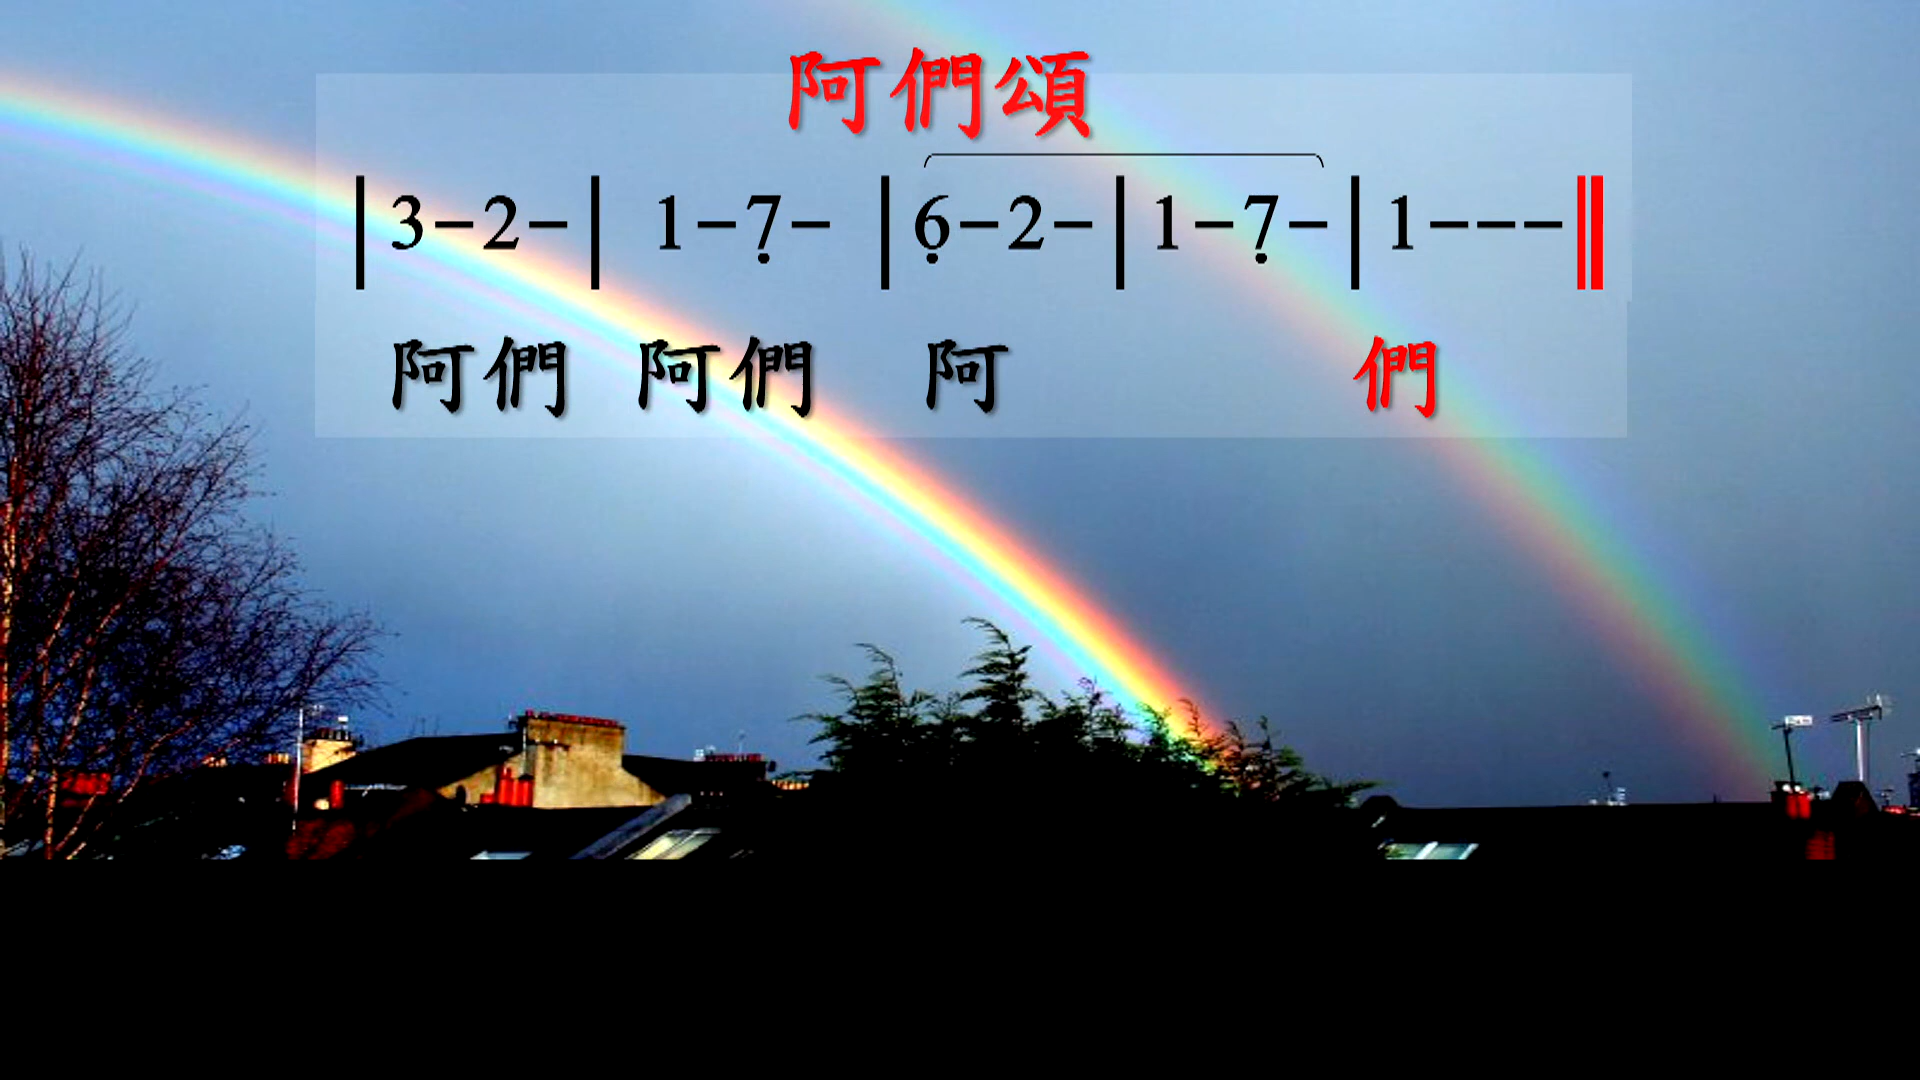 阿們頌
|3-2-| 1-7̣- |6̣-2-|1-7̣-|1---‖
阿們 阿們 阿 們